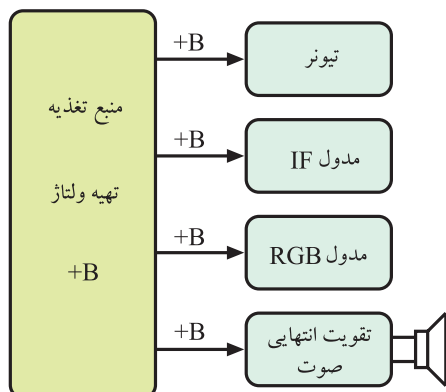 منبع تغذیه
تهیه ولتاژ
+B
+B
تیونر
+B
مدول IF
+B
مدول RGB
+B
تقویت انتهایی
صوت